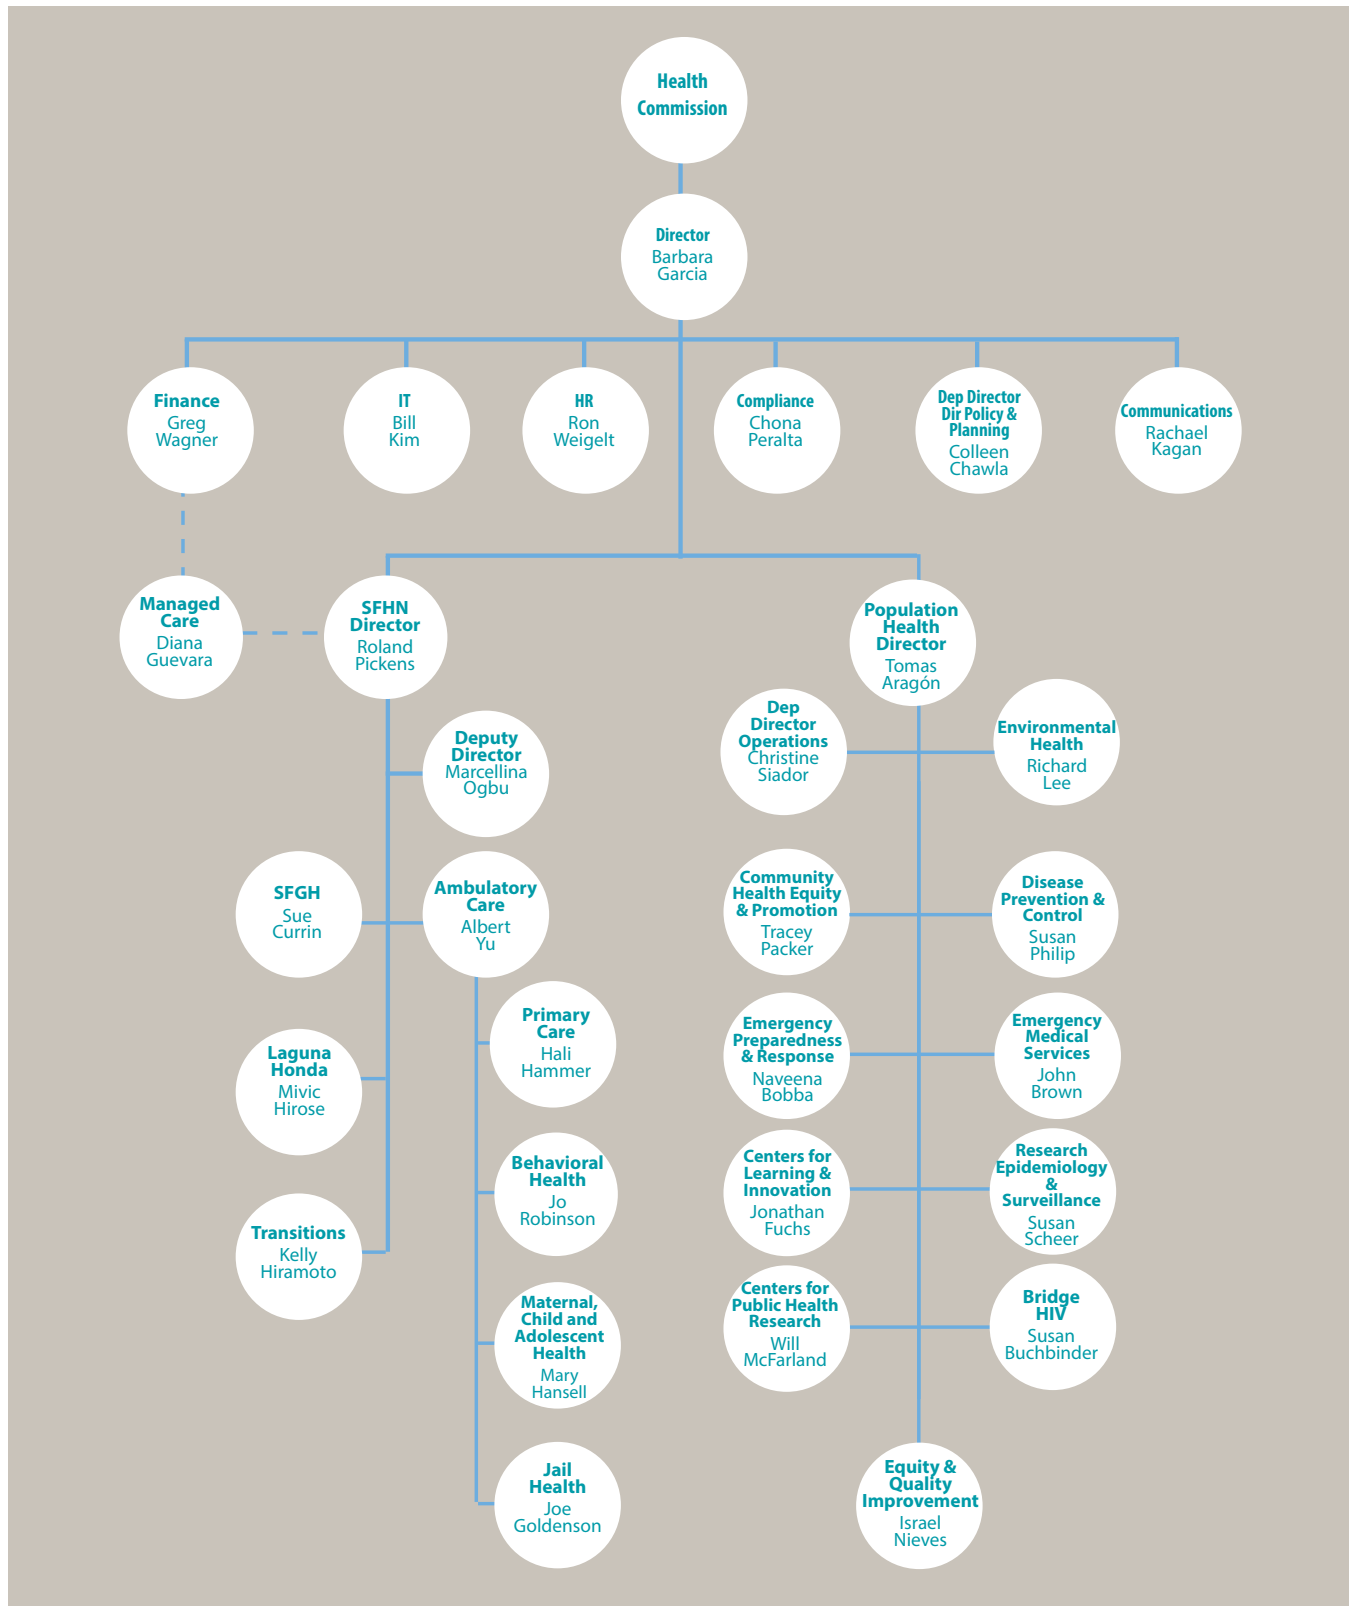 Health
Commission
Director
Barbara
Garcia
Finance
Greg
Wagner
IT
Bill
Kim
HR
Ron
Weigelt
Compliance
Chona
Peralta
Dep Director
Dir Policy &
Planning
Colleen
Chawla
Communications
Rachael
Kagan
Managed
Care
Diana
Guevara
SFHN
Director
Roland
Pickens
Population
Health
Director
Tomas
Aragón
Deputy
Director
Marcellina
Ogbu
SFGH
Sue
Currin
Ambulatory
Care
Albert
Yu
Laguna
Honda
Mivic
Hirose
Transitions
Kelly
Hiramoto
Primary
Care
Hali
Hammer
Behavioral
Health
Jo
Robinson
Maternal,
Child and
Adolescent
Health
Mary
Hansell
Jail
Health
Joe
Goldenson
Dep
Director
Operations
Christine
Siador
Environmental
Health
Richard
Lee
Community
Health Equity
& Promotion
Tracey
Packer
Disease
Prevention &
Control
Susan
Philip
Emergency
Preparedness
& Response
Naveena
Bobba
Emergency
Medical
Services
John
Brown
Centers for
Learning &
Innovation
Jonathan
Fuchs
Research
Epidemiology
&
Surveillance
Susan
Scheer
Centers for
Public Health
Research
Will
McFarland
Bridge
HIV
Susan
Buchbinder
Equity &
Quality
Improvement
Israel
Nieves